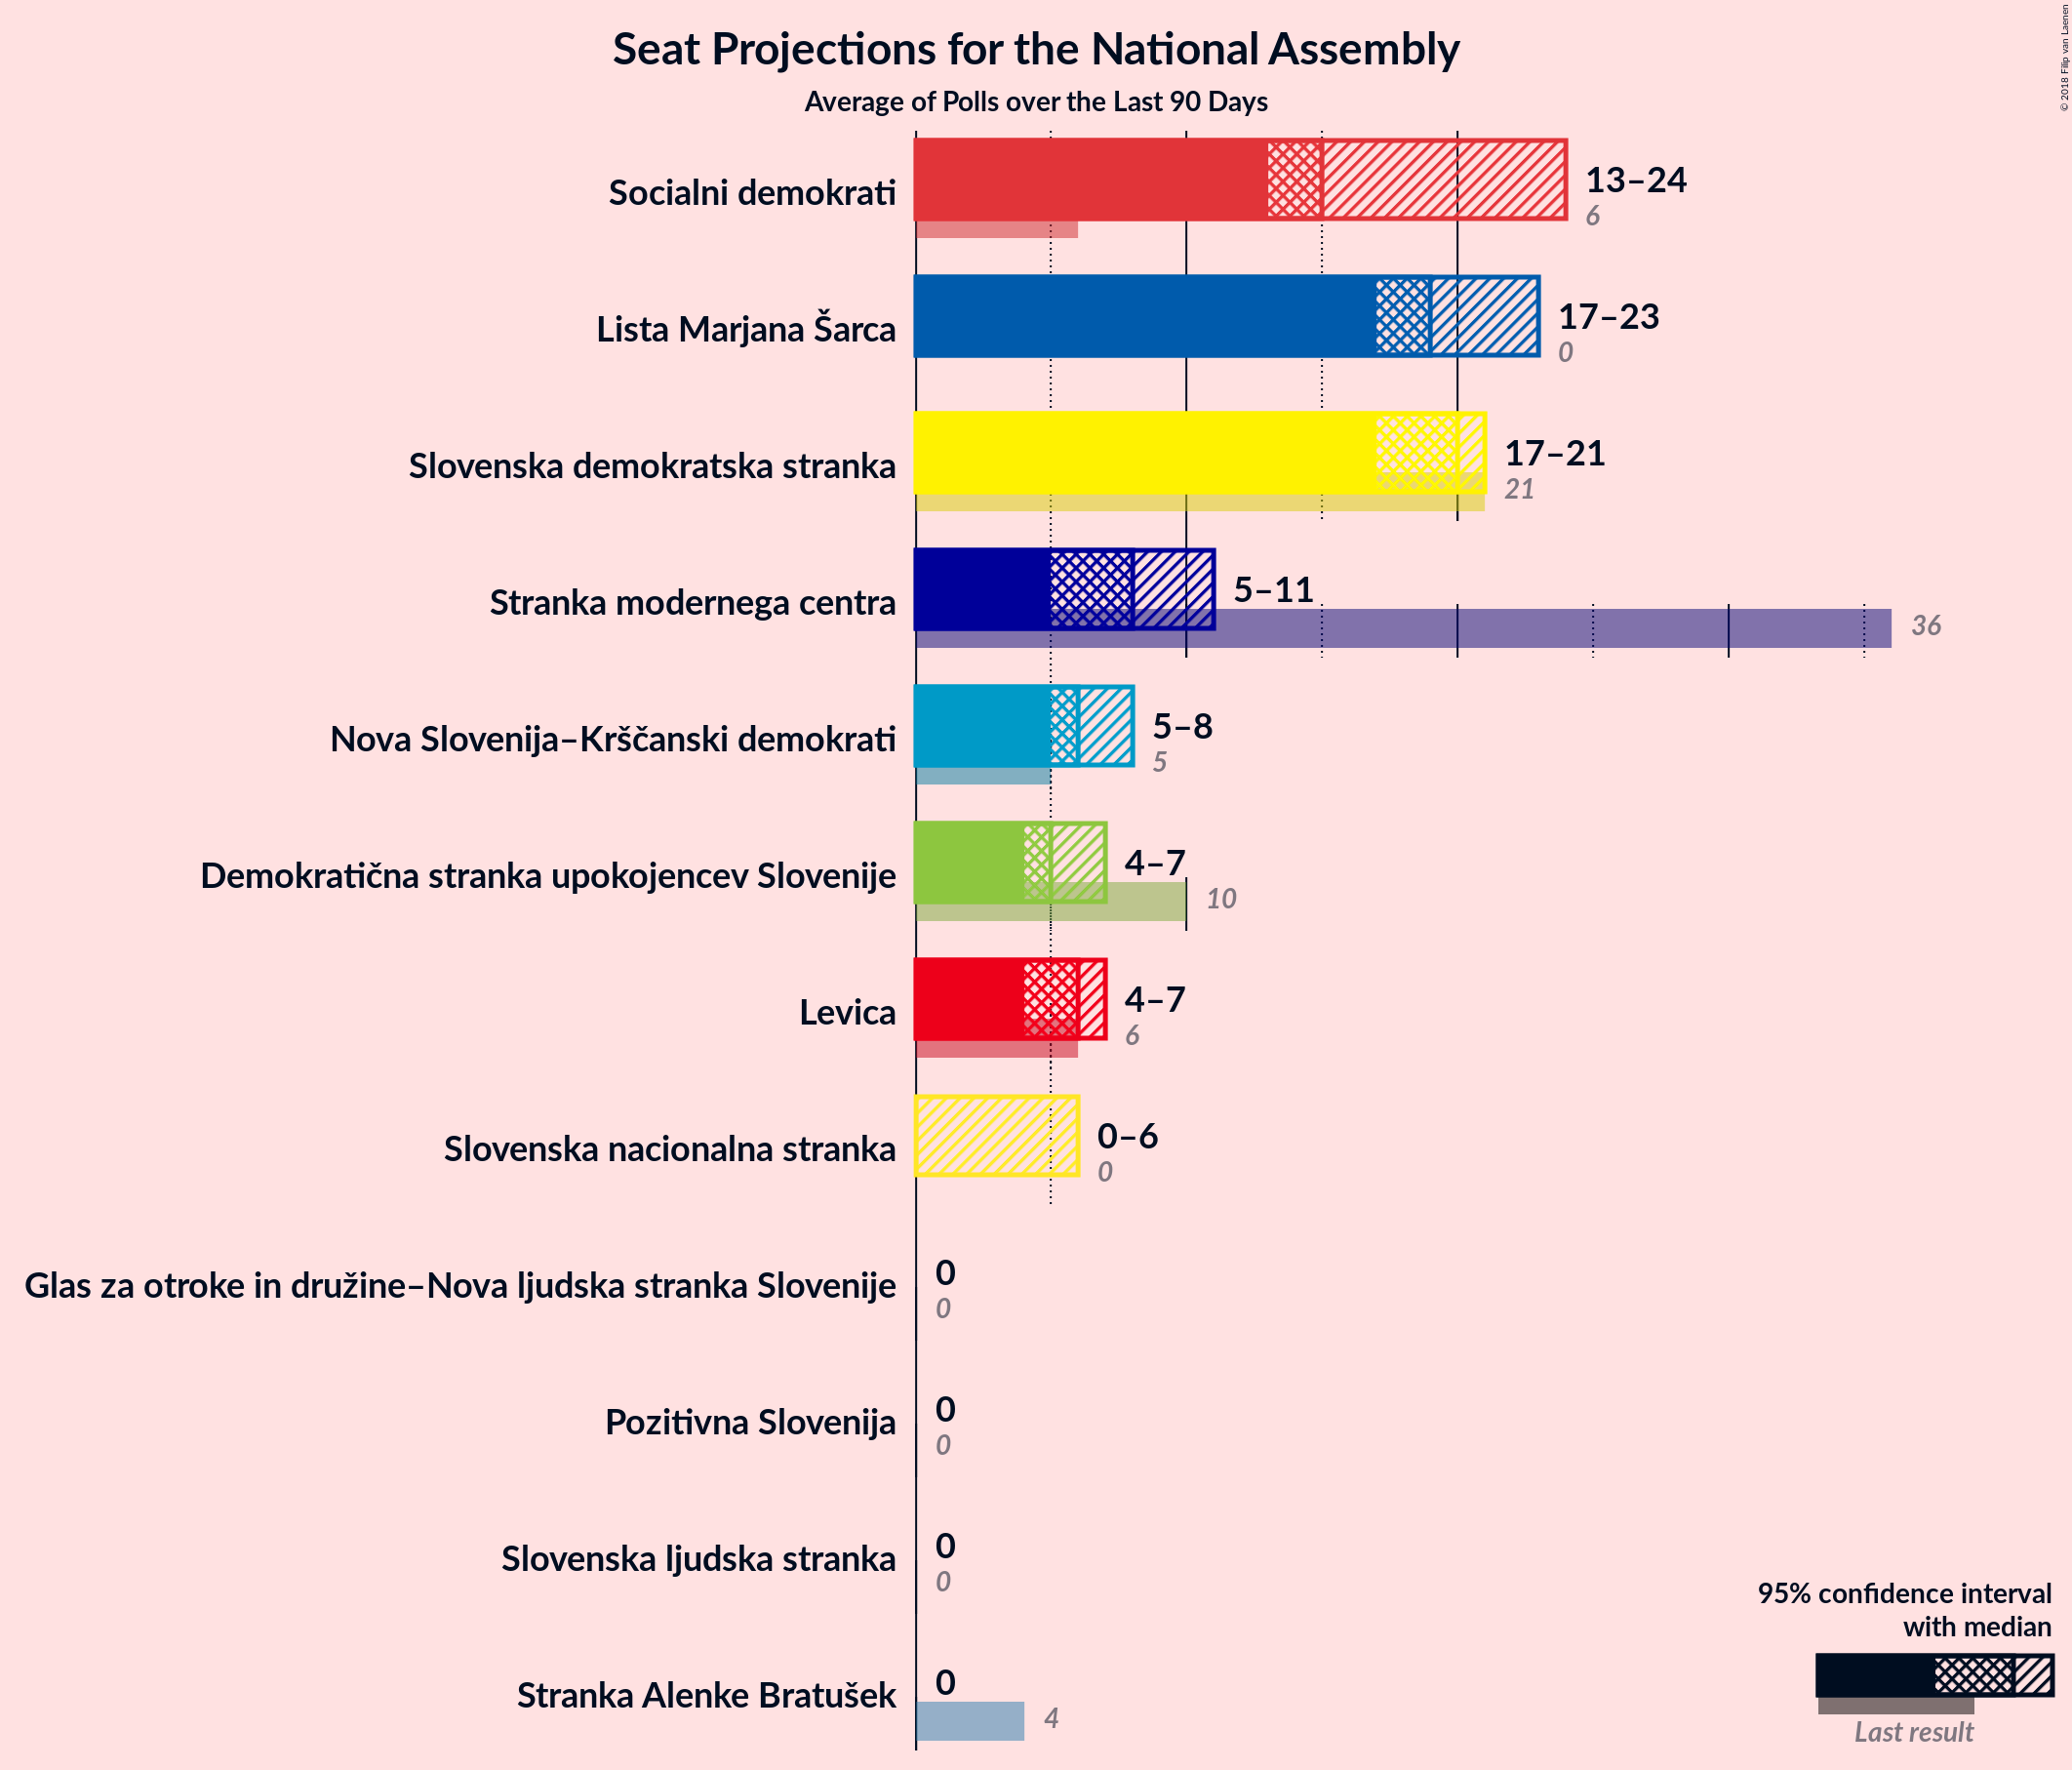 Seat Projections for the National Assembly
Average of Polls over the Last 90 Days
© 2018 Filip van Laenen
Socialni demokrati
13–24
6
Lista Marjana Šarca
17–23
0
Slovenska demokratska stranka
17–21
21
Stranka modernega centra
5–11
36
Nova Slovenija–Krščanski demokrati
5–8
5
Demokratična stranka upokojencev Slovenije
4–7
10
Levica
4–7
6
Slovenska nacionalna stranka
0–6
0
Glas za otroke in družine–Nova ljudska stranka Slovenije
0
0
Pozitivna Slovenija
0
0
Slovenska ljudska stranka
0
0
Stranka Alenke Bratušek
0
4
95% confidence interval
with median
Last result